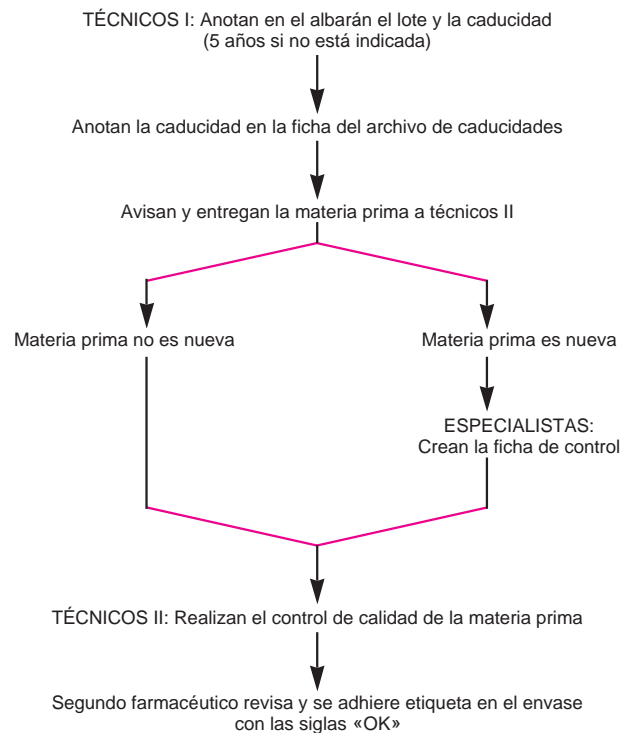 TÉCNICOS I: Anotan en el albarán el lote y la caducidad
(5 años si no está indicada)
Anotan la caducidad en la ficha del archivo de caducidades
Avisan y entregan la materia prima a técnicos II
Materia prima no es nueva
Materia prima es nueva
ESPECIALISTAS:
Crean la ficha de control
TÉCNICOS II: Realizan el control de calidad de la materia prima
Segundo farmacéutico revisa y se adhiere etiqueta en el envase
con las siglas «OK»